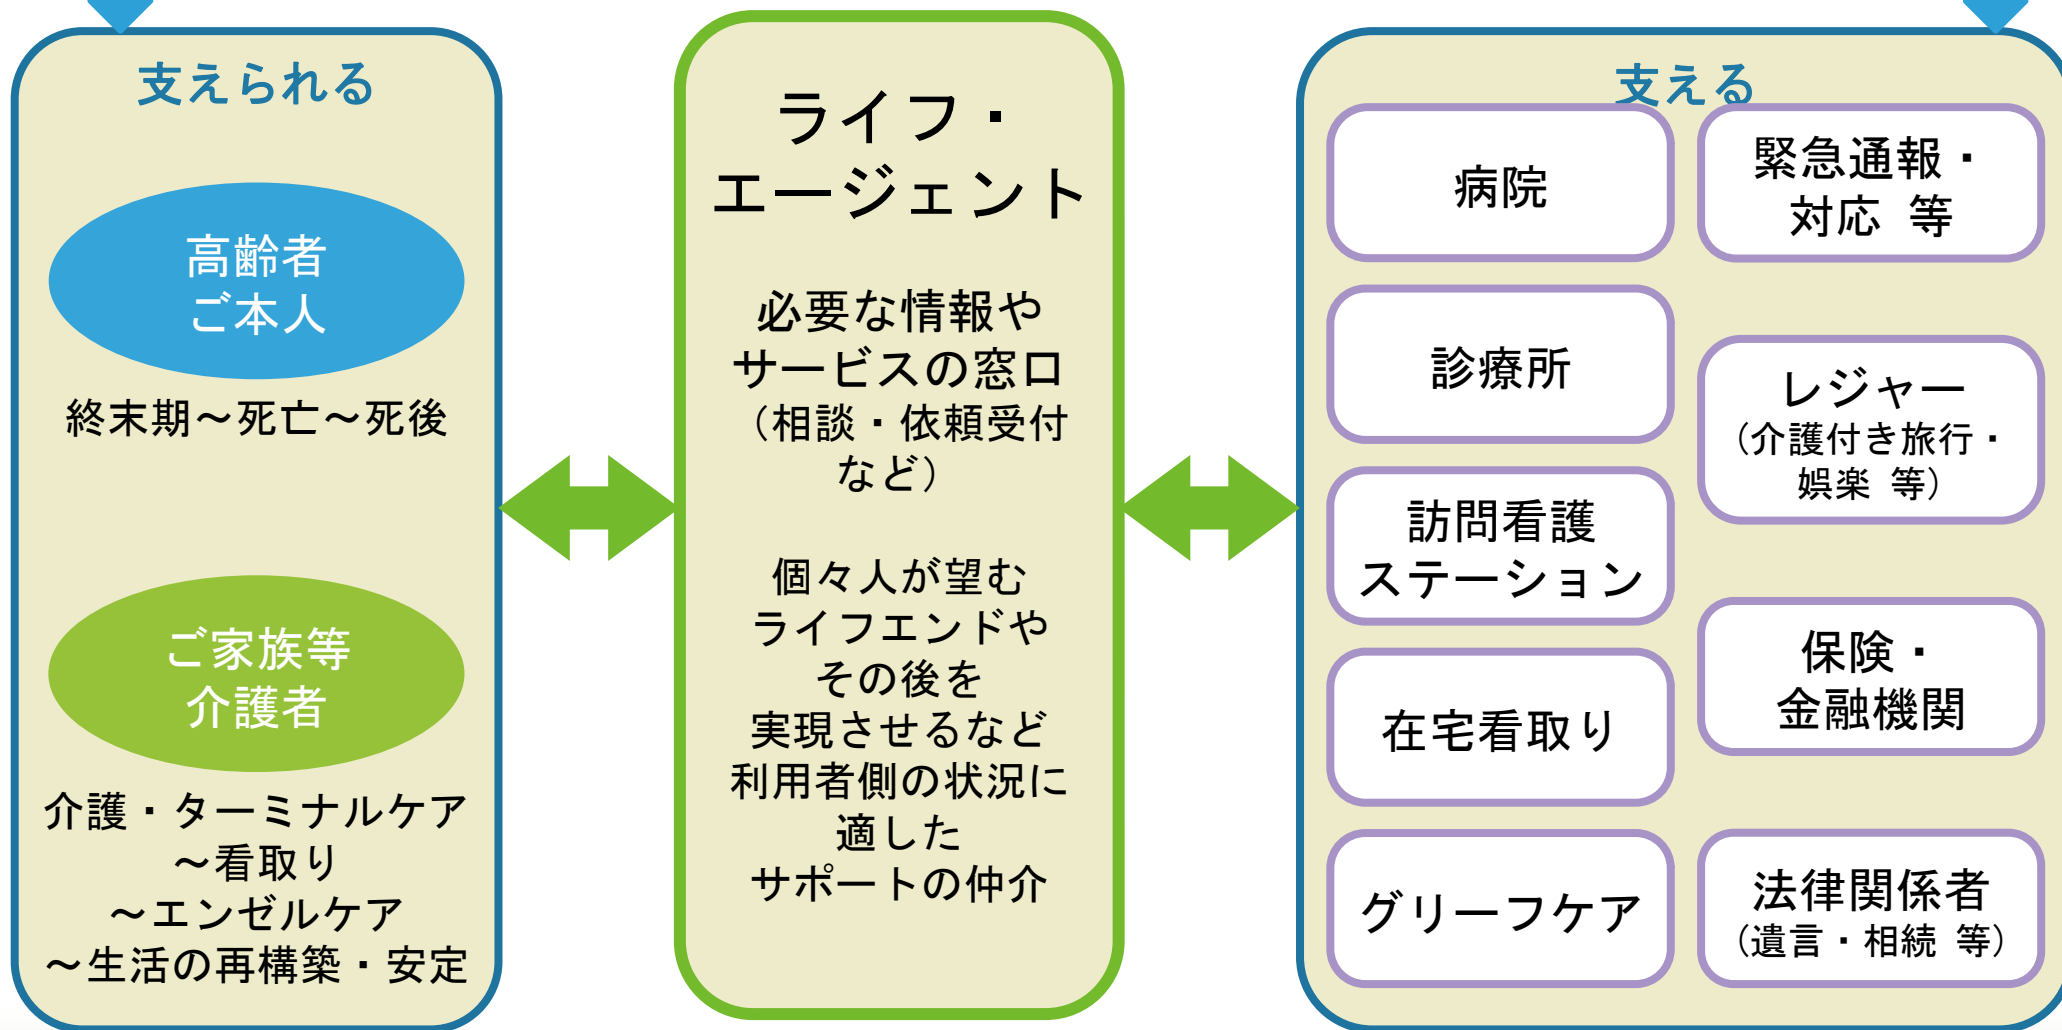 支えられる
高齢者
ご本人
終末期～死亡～死後
ご家族等
介護者
介護・ターミナルケア
～看取り
～エンゼルケア
～生活の再構築・安定
ライフ・
エージェント
必要な情報や
サービスの窓口
（相談・依頼受付
など）
個々人が望む
ライフエンドや
その後を
実現させるなど
利用者側の状況に
適した
サポートの仲介
支える
病院
診療所
訪問看護
ステーション
在宅看取り
グリーフケア
緊急通報・
対応 等
レジャー
（介護付き旅行・
娯楽 等）
保険・
金融機関
法律関係者
（遺言・相続 等）